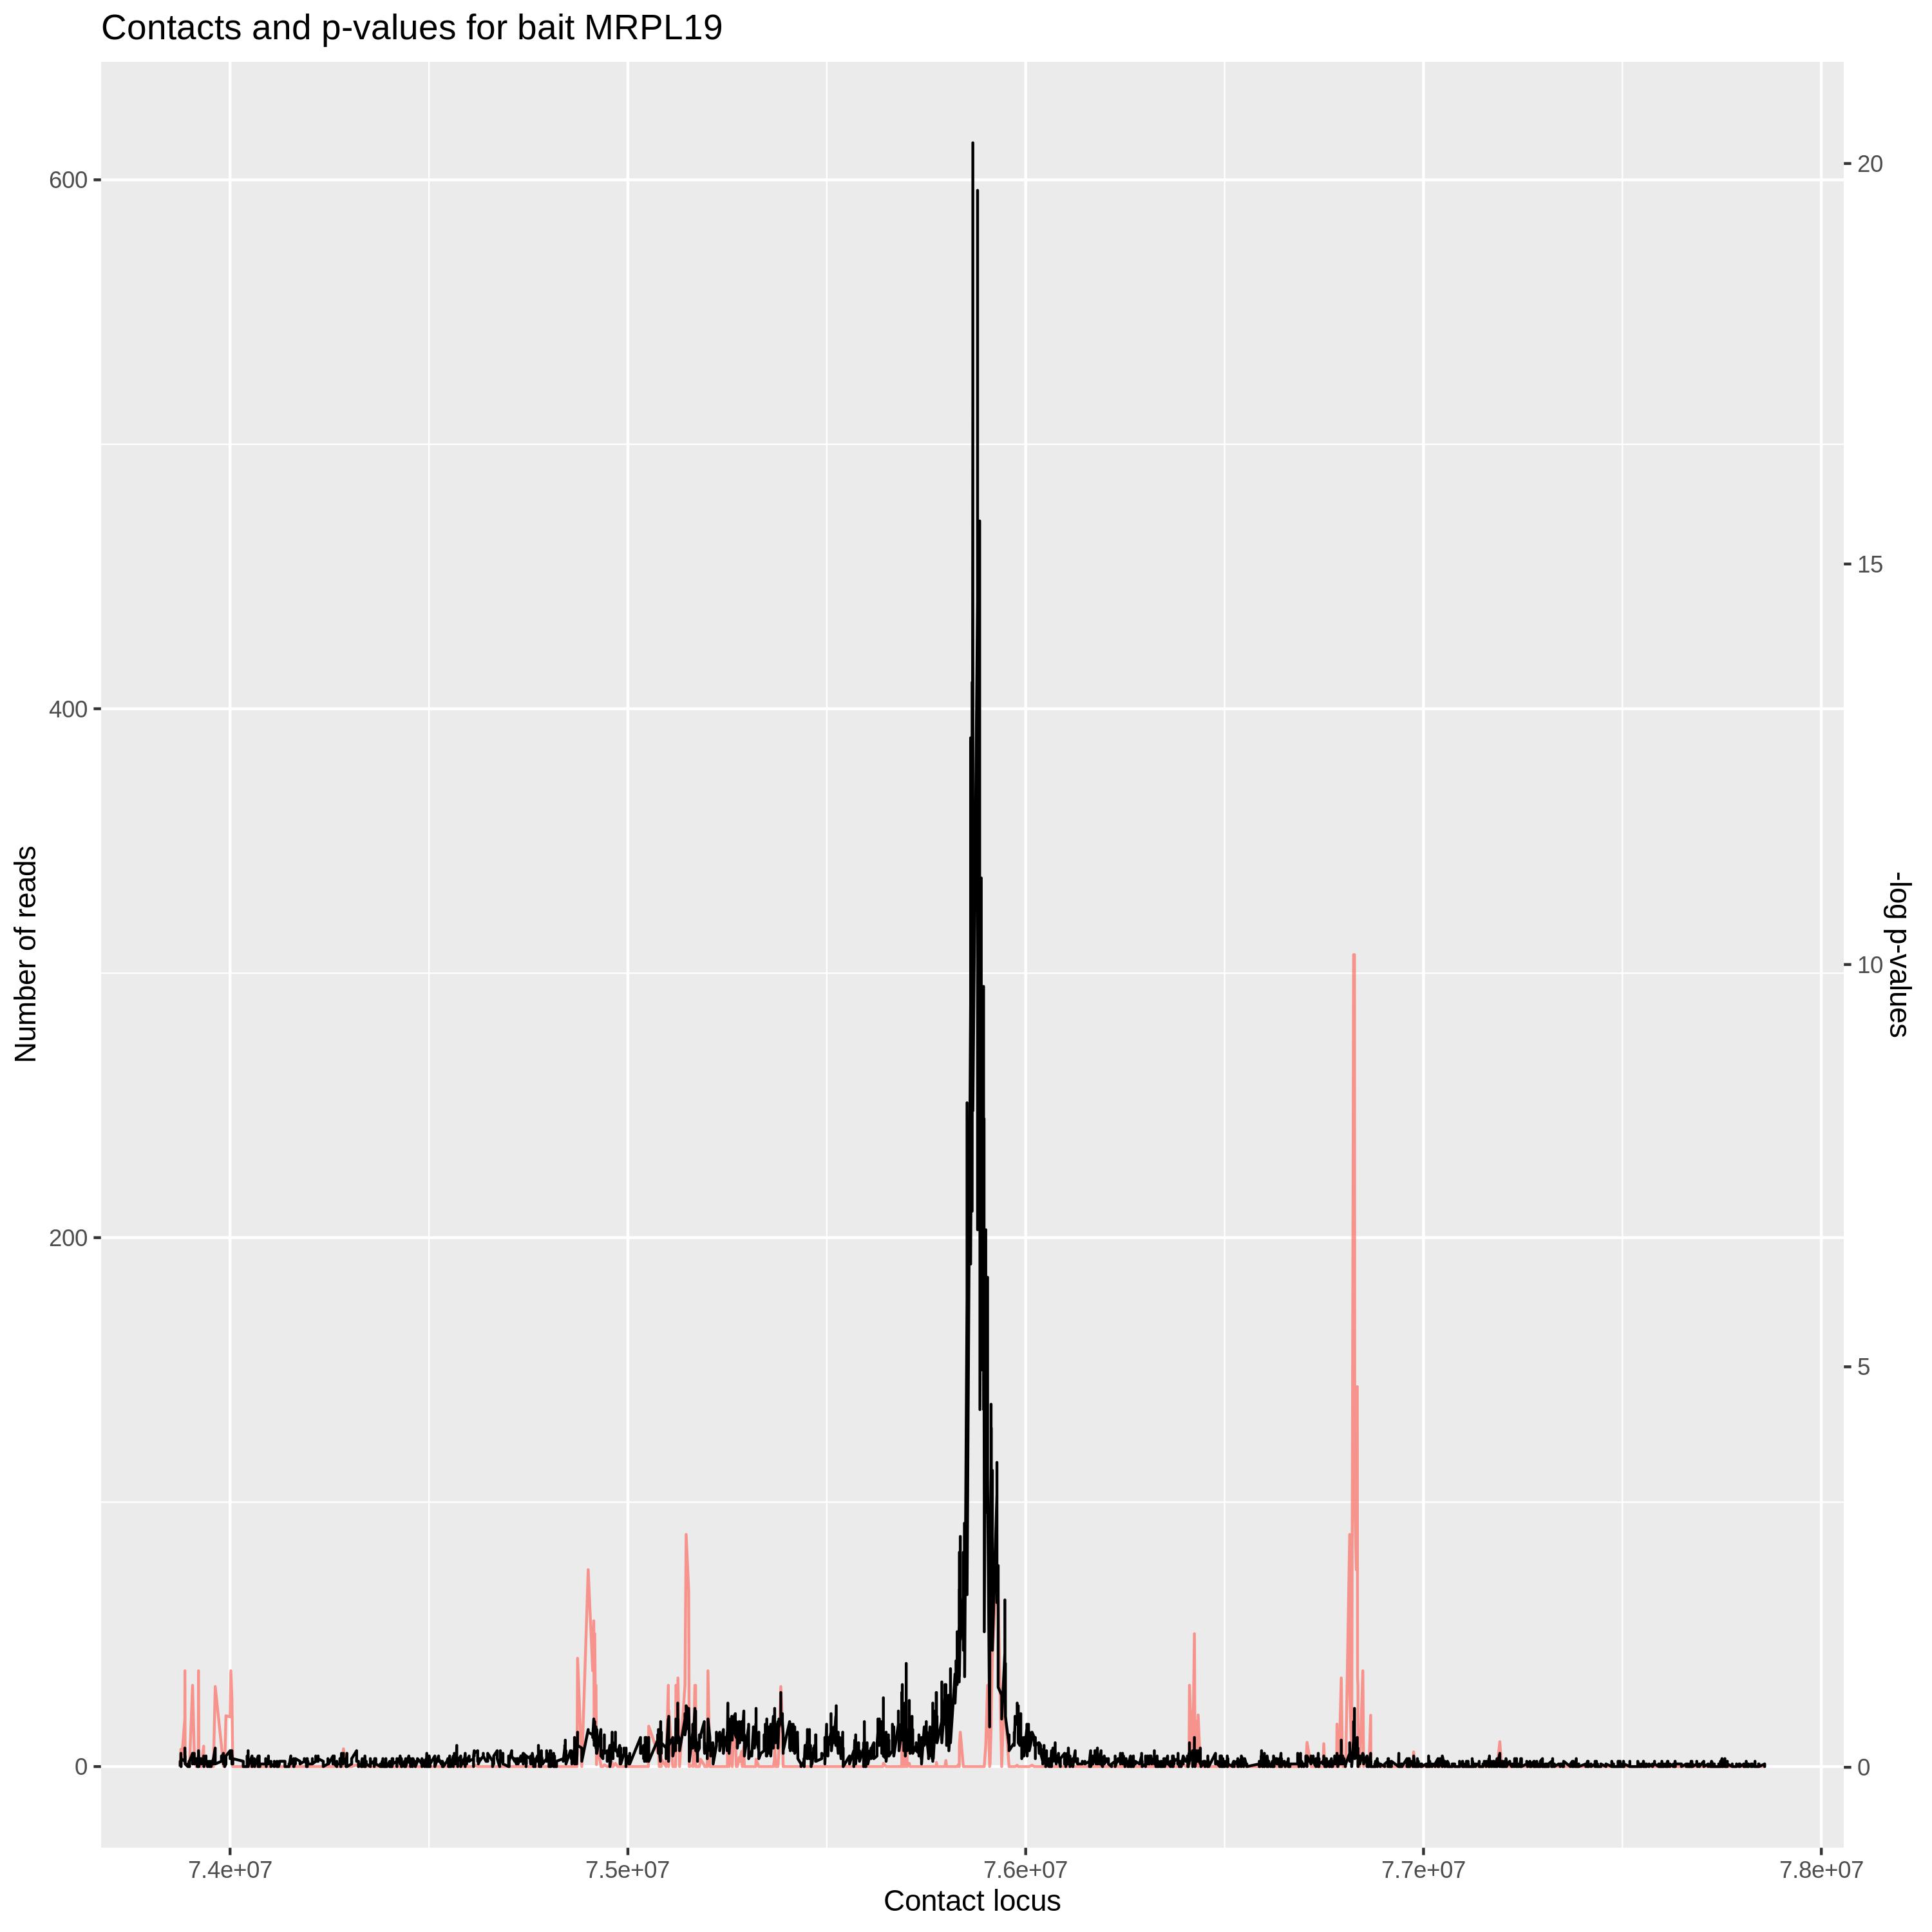 Contacts and p-values for bait MRPL19
600
400
200
0
Number of reads
20
15
10
5
0
-log p-values
7.4e+07
7.5e+07
7.6e+07
7.7e+07
7.8e+07
Contact locus